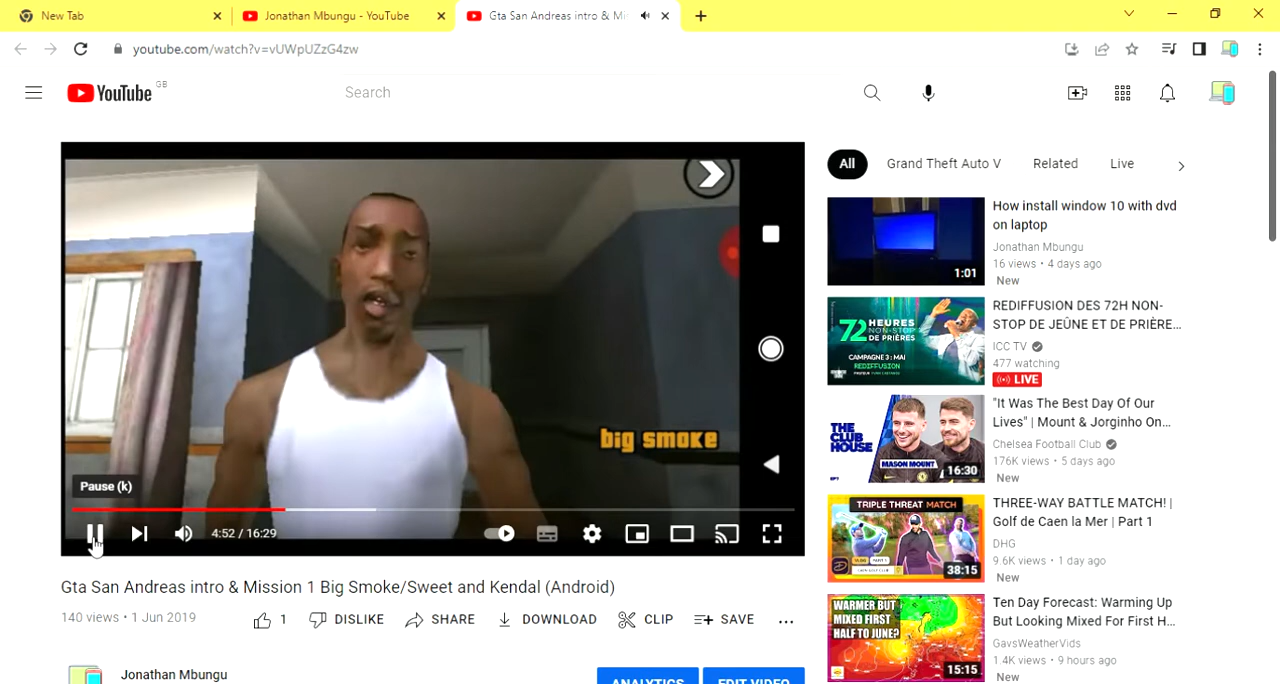 New Tab
Jonathan Mbungu - YouTube
Gta San Andreas intro & Mi
youtube.com/watch?v=vUWpUZzG4zw
YouTube GB
Search
big smoke
Pause (k)
4:52 / 16:29
Gta San Andreas intro & Mission 1 Big Smoke/Sweet and Kendal (Android)
140 views • 1 Jun 2019
1
DISLIKE
SHARE
DOWNLOAD
CLIP
SAVE
Jonathan Mbungu
ANALYTICS
EDIT VIDEO
All
Grand Theft Auto V
Related
Live
1:01
How install window 10 with dvd
on laptop
Jonathan Mbungu
16 views • 4 days ago
New
72 HEURES
NON-STOP
DE PRIÈRES
CAMPAGNE 3 : MAI
REDIFFUSION
REDIFFUSION DES 72H NON-
STOP DE JEÛNE ET DE PRIÈRE...
ICC TV
477 watching
LIVE
THE
CLUB
HOUSE
MASON MOUNT
16:30
"It Was The Best Day Of Our
Lives" | Mount & Jorginho On...
Chelsea Football Club
176K views • 5 days ago
New
TRIPLE THREAT MATCH
38:15
THREE-WAY BATTLE MATCH! |
Golf de Caen la Mer | Part 1
DHG
9.6K views • 1 day ago
New
WARMER BUT
MIXED FIRST
HALF TO JUNE?
15:15
Ten Day Forecast: Warming Up
But Looking Mixed For First H...
GavsWeatherVids
1.4K views • 9 hours ago
New